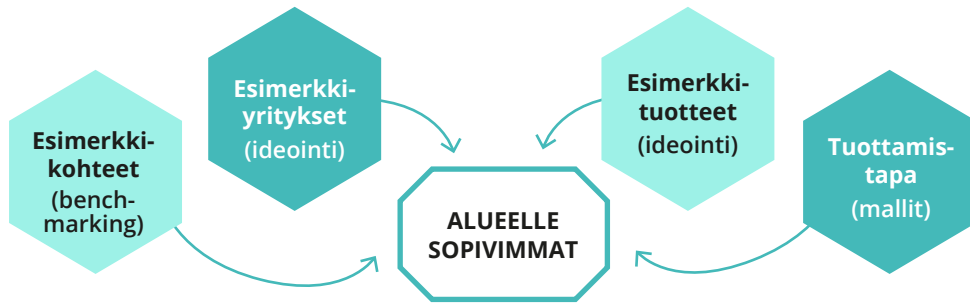 Esimerkki-
kohteet
(bench-
marking)
Esimerkki-
yritykset
(ideointi)
ALUEELLE
SOPIVIMMAT
Esimerkki-
tuotteet
(ideointi)
Tuottamis-
tapa
(mallit)